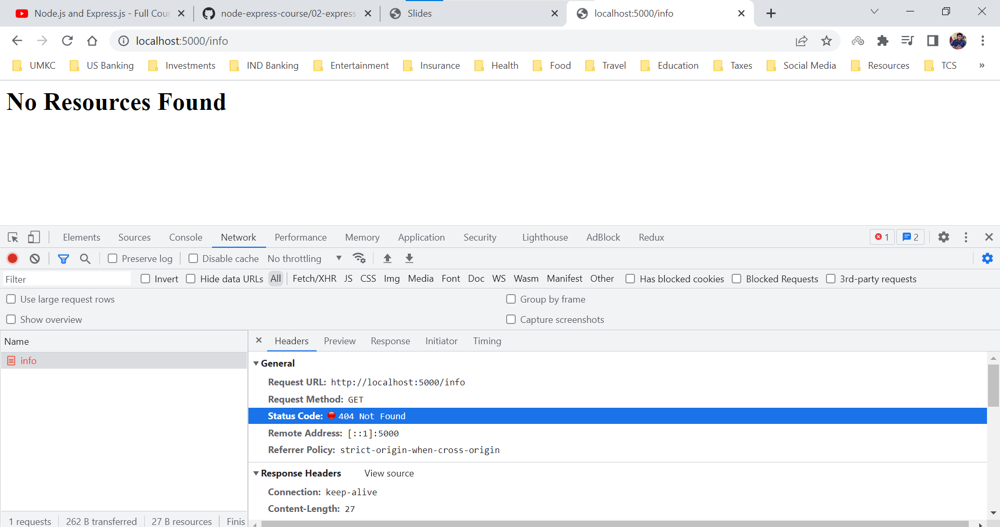 Node.js and Express.js - Full Cour
node-express-course/02-express
Slides
localhost:5000/info
localhost:5000/info
UMKC US Banking Investments IND Banking Entertainment Insurance Health Food Travel Education Taxes Social Media Resources TCS »
No Resources Found
Elements Sources Console Network Performance Memory Application Security Lighthouse AdBlock Redux 1 2
Preserve log Disable cache No throttling
Filter Invert Hide data URLs All Fetch/XHR JS CSS Img Media Font Doc WS Wasm Manifest Other Has blocked cookies Blocked Requests 3rd-party requests
Use large request rows Group by frame
Show overview Capture screenshots
Name Headers Preview Response Initiator Timing
info
General
Request URL: http://localhost:5000/info
Request Method: GET
Status Code: 404 Not Found
Remote Address: [::1]:5000
Referrer Policy: strict-origin-when-cross-origin
Response Headers View source
Connection: keep-alive
Content-Length: 27
1 requests 262 B transferred 27 B resources Finis